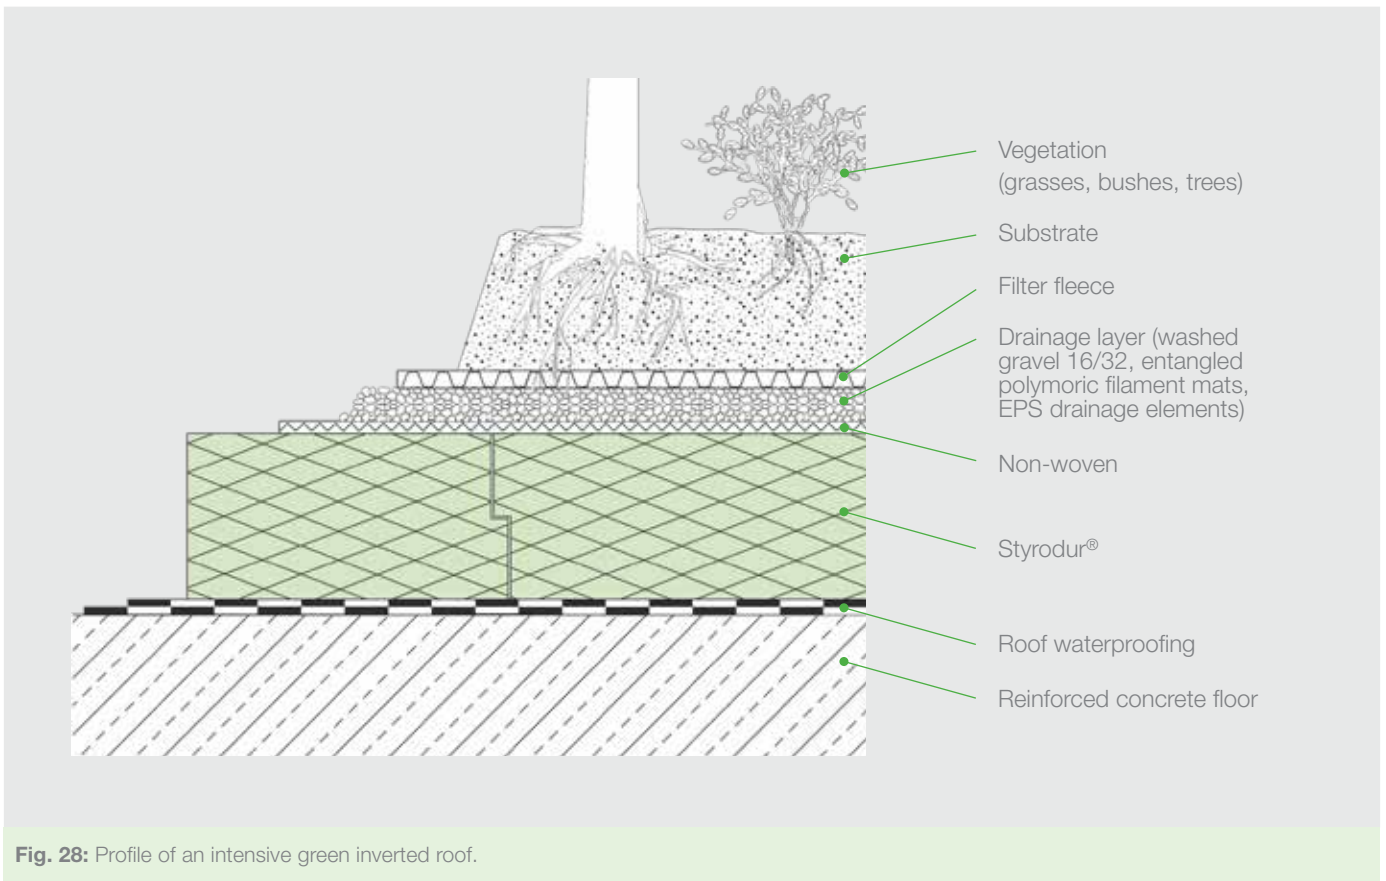 Vegetation
(grasses, bushes, trees)
Substrate
Filter fleece
Drainage layer (washed
gravel 16/32, entangled
polymoric filament mats,
EPS drainage elements)
Non-woven
Styrodur®
Roof waterproofing
Reinforced concrete floor
Fig. 28: Profile of an intensive green inverted roof.